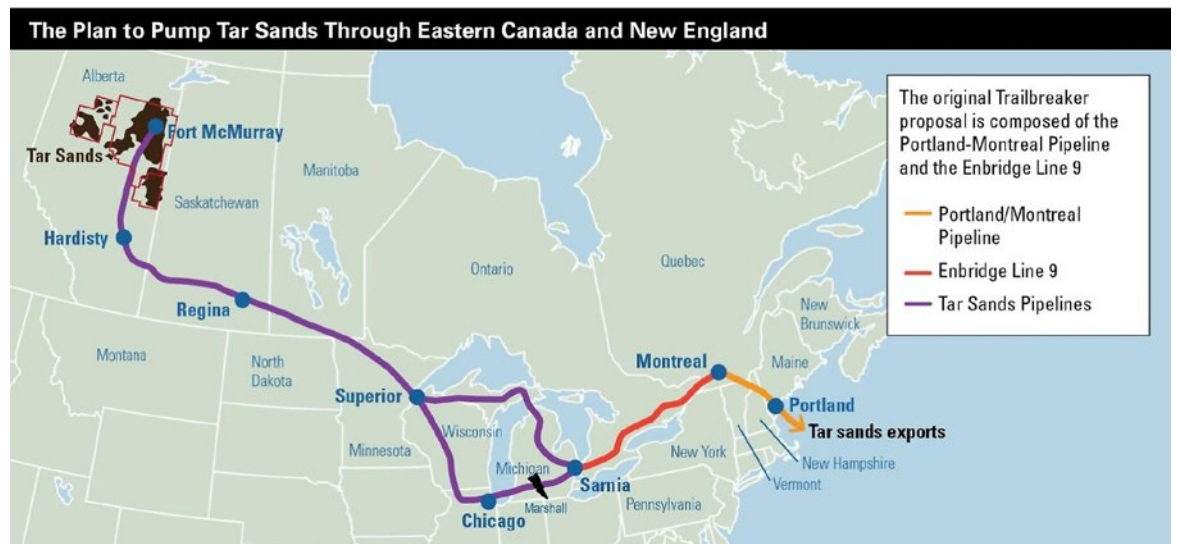 The Plan to Pump Tar Sands Through Eastern Canada and New England
The original Trailbreaker
proposal is composed of the
Portland-Montreal Pipeline
and the Enbridge Line 9
Portland/Montreal
Pipeline
Enbridge Line 9
Tar Sands Pipelines
Alberta
Fort McMurray
Tar Sands
Manitoba
Saskatchewan
Hardisty
Ontario
Quebec
Regina
New
Brunswick
Montana
North
Dakota
Montreal
Maine
Superior
Portland
Tar sands exports
Wisconsin
Minnesota
New York
New Hampshire
Michigan
Sarnia
Vermont
Marshall
Pennsylvania
Chicago